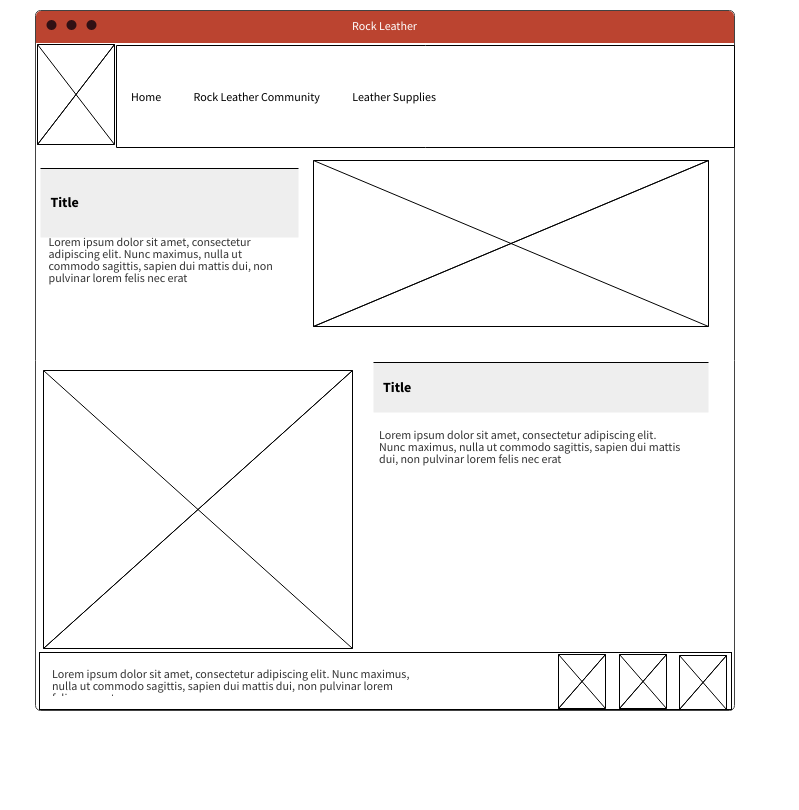 Rock Leather
Home Rock Leather Community Leather Supplies
Title
Lorem ipsum dolor sit amet, consectetur
adipiscing elit. Nunc maximus, nulla ut
commodo sagittis, sapien dui mattis dui, non
pulvinar lorem felis nec erat
Title
Lorem ipsum dolor sit amet, consectetur adipiscing elit.
Nunc maximus, nulla ut commodo sagittis, sapien dui mattis
dui, non pulvinar lorem felis nec erat
Lorem ipsum dolor sit amet, consectetur adipiscing elit. Nunc maximus,
nulla ut commodo sagittis, sapien dui mattis dui, non pulvinar lorem